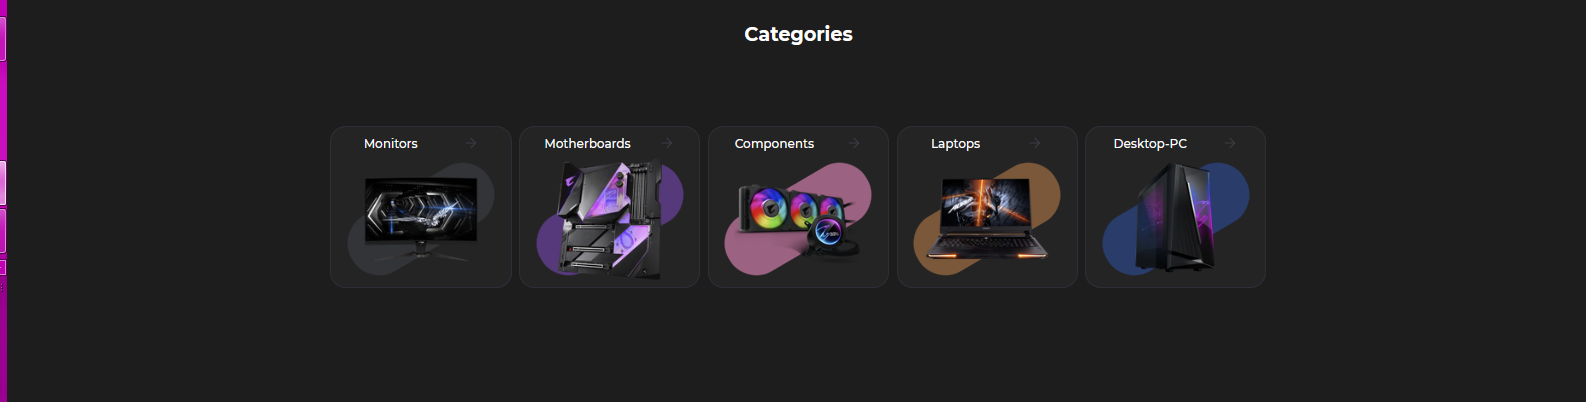 Categories
Monitors
Motherboards
Components
Laptops
Desktop-PC